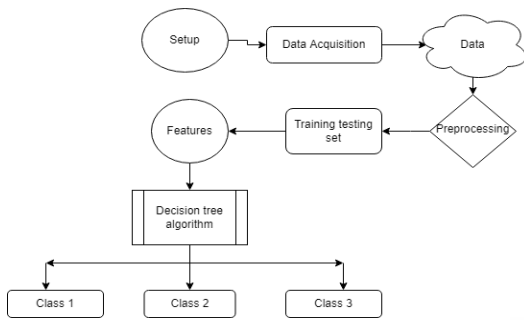 Setup
Data Acquisition
Data
Preprocessing
Training testing
set
Features
Decision tree
algorithm
Class 1
Class 2
Class 3